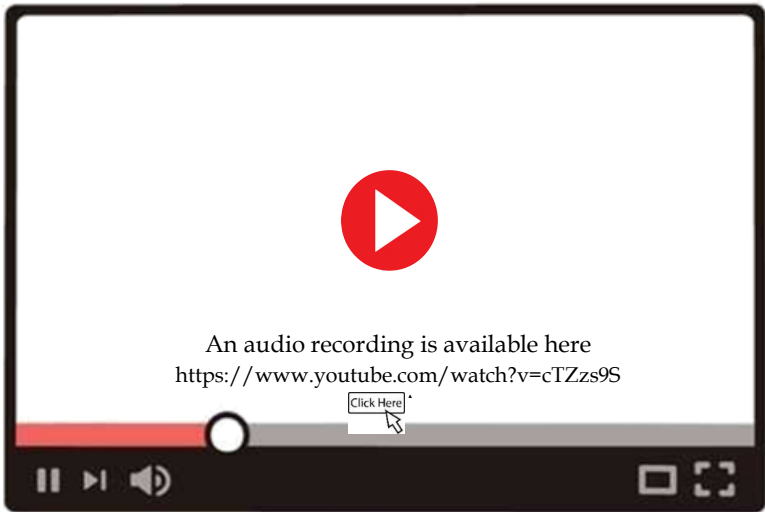 An audio recording is available here
https://www.youtube.com/watch?v=cTZzs9S
Click Here